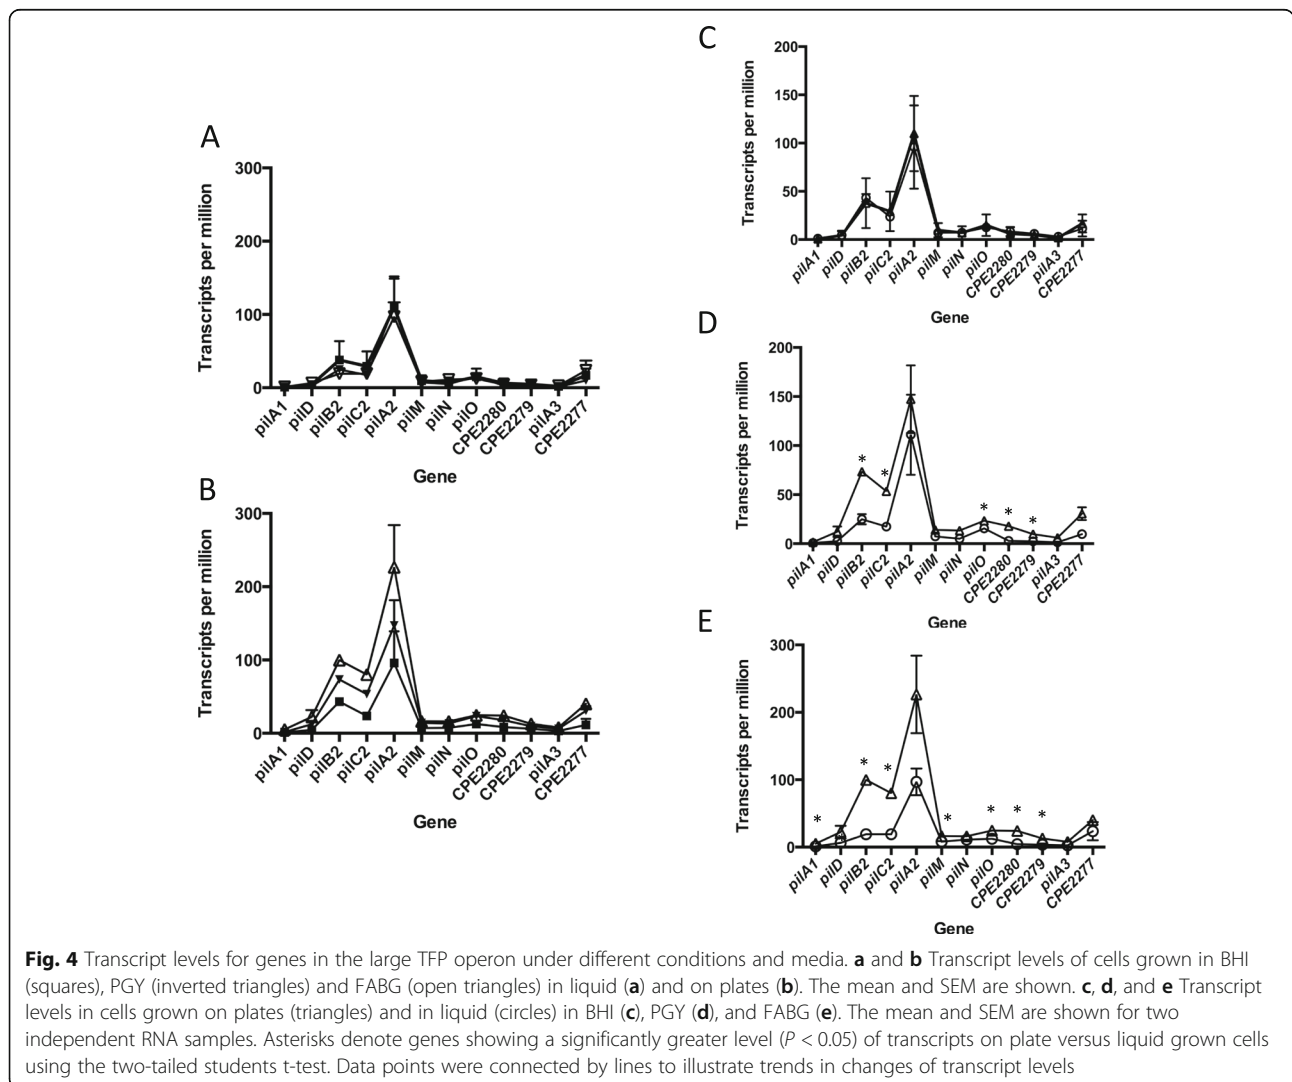 A
Transcripts per million
300
200
100
0
pilA1
pilD
pilB2
pilC2
pilA2
pilM
pilN
pilO
CPE2280
CPE2279
pilA3
CPE2277
Gene
B
Transcripts per million
300
200
100
0
pilA1
pilD
pilB2
pilC2
pilA2
pilM
pilN
pilO
CPE2280
CPE2279
pilA3
CPE2277
Gene
C
Transcripts per million
200
150
100
50
0
pilA1
pilD
pilB2
pilC2
pilA2
pilM
pilN
pilO
CPE2280
CPE2279
pilA3
CPE2277
Gene
D
Transcripts per million
200
150
100
50
0
* * * * *
pilA1
pilD
pilB2
pilC2
pilA2
pilM
pilN
pilO
CPE2280
CPE2279
pilA3
CPE2277
Gene
E
Transcripts per million
300
200
100
0
* * * * * * *
pilA1
pilD
pilB2
pilC2
pilA2
pilM
pilN
pilO
CPE2280
CPE2279
pilA3
CPE2277
Gene
Fig. 4 Transcript levels for genes in the large TFP operon under different conditions and media. a and b Transcript levels of cells grown in BHI
(squares), PGY (inverted triangles) and FABG (open triangles) in liquid (a) and on plates (b). The mean and SEM are shown. c, d, and e Transcript
levels in cells grown on plates (triangles) and in liquid (circles) in BHI (c), PGY (d), and FABG (e). The mean and SEM are shown for two
independent RNA samples. Asterisks denote genes showing a significantly greater level (P < 0.05) of transcripts on plate versus liquid grown cells
using the two-tailed students t-test. Data points were connected by lines to illustrate trends in changes of transcript levels